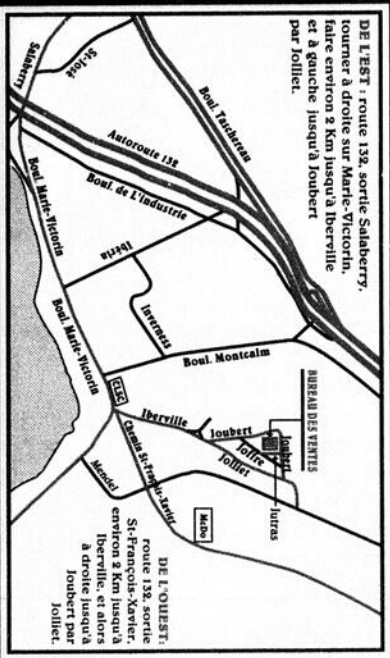 DE L'EST : route 132, sortie Salaberry,
tourner à droite sur Marie-Victorin,
faire environ 2 Km jusqu'à Iberville
et à gauche jusqu'à Joubert
par Jolliet.
Salaberry
St-José
Boul. Taschereau
Autoroute 132
Boul. de L'industrie
Boul. Marie-Victorin
Ibéria
Inverness
Boul. Marie-Victorin
Boul. Montcalm
CLSC
BUREAU DES VENTES
Iberville
Joubert
Joubert
Joffre
Jolliet
Jutras
Chemin St-François-Xavier
Mendel
McDo
DE L'OUEST:
route 132, sortie
St-François-Xavier,
environ 2 Km jusqu'à
Iberville, et alors
à droite jusqu'à
Joubert par
Jolliet.